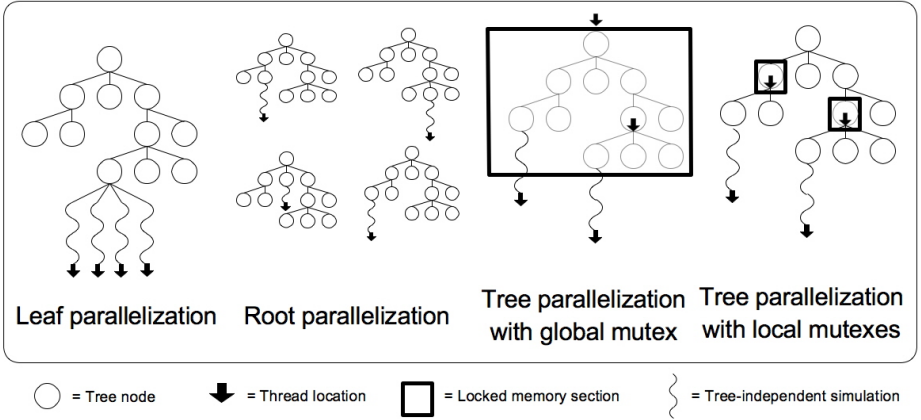 Leaf parallelization
Root parallelization
Tree parallelization
with global mutex
Tree parallelization
with local mutexes
= Tree node
= Thread location
= Locked memory section
= Tree-independent simulation